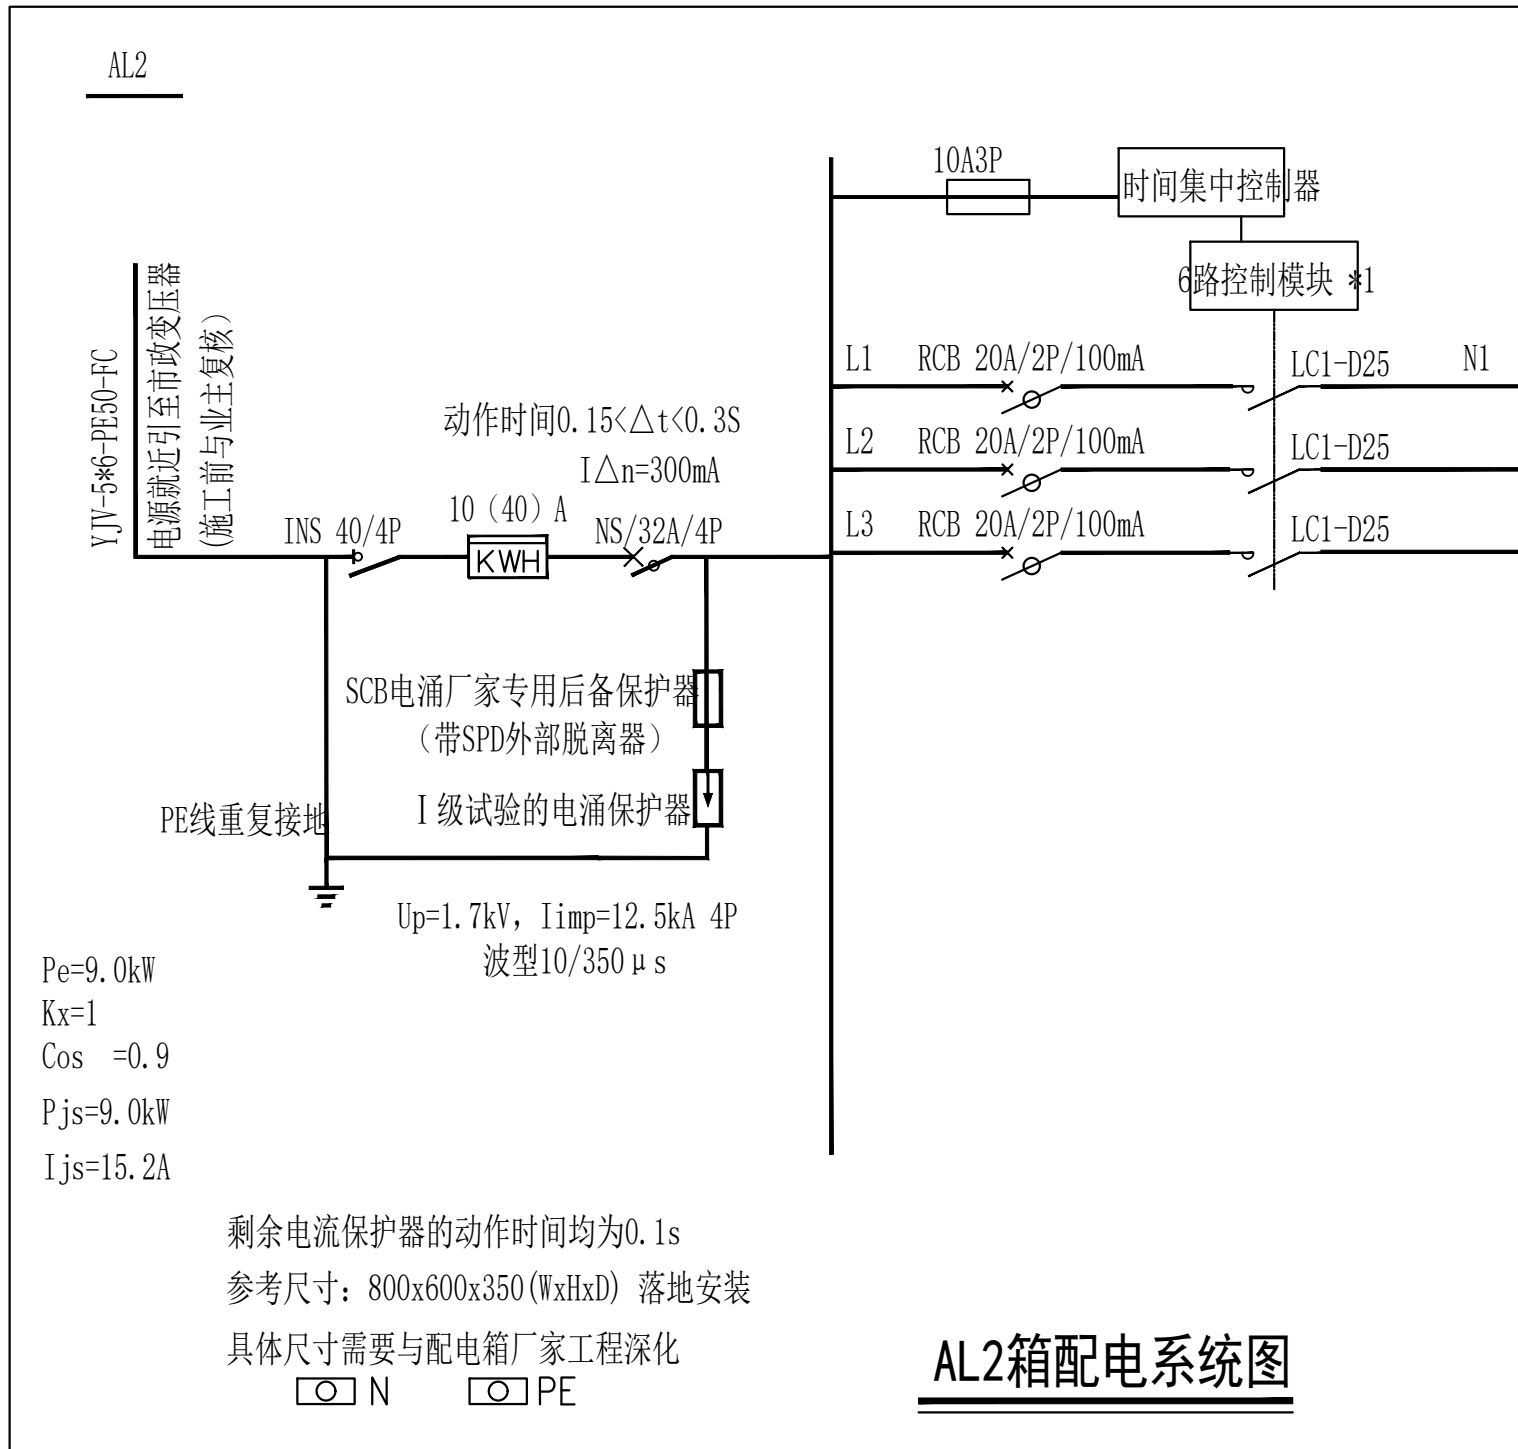 AL2
10A3P
时间集中控制器
6路控制模块 *1
YJV-5*6-PE50-FC
电源就近引至市政变压器
(施工前与业主复核)
L1 RCB 20A/2P/100mA LC1-D25 N1
动作时间0.15<△t<0.3S
L2 RCB 20A/2P/100mA LC1-D25
I△n=300mA
10(40)A
INS 40/4P
KWH
NS/32A/4P
L3 RCB 20A/2P/100mA LC1-D25
SCB电涌厂家专用后备保护器
(带SPD外部脱离器)
I级试验的电涌保护器
PE线重复接地
Up=1.7kV, Iimp=12.5kA 4P
波型10/350μs
Pe=9.0kW
Kx=1
Cos =0.9
Pjs=9.0kW
Ijs=15.2A
剩余电流保护器的动作时间均为0.1s
参考尺寸: 800x600x350(WxHxD) 落地安装
具体尺寸需要与配电箱厂家工程深化
N PE
AL2箱配电系统图